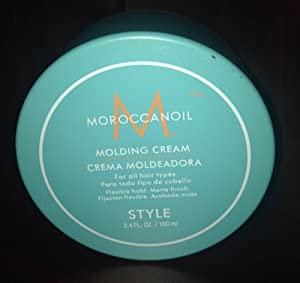 M
MOROCCANOIL
MOLDING CREAM
CREMA MOLDEADORA
For all hair types
Para todo tipo de cabello
Flexible hold. Matte finish
Fijación flexible. Acabado mate
STYLE
3.4 FL. OZ. / 100 ml